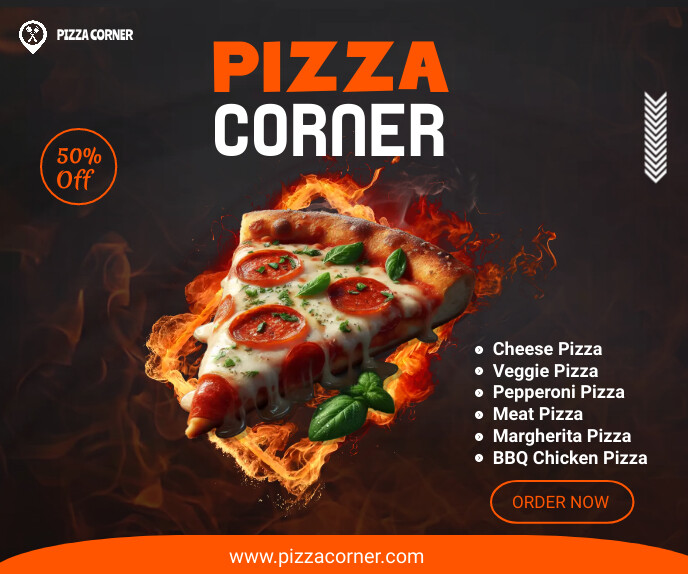 PIZZA CORNER
PIZZA
CORNER
50%
Off
Cheese Pizza
Veggie Pizza
Pepperoni Pizza
Meat Pizza
Margherita Pizza
BBQ Chicken Pizza
ORDER NOW
www.pizzacorner.com